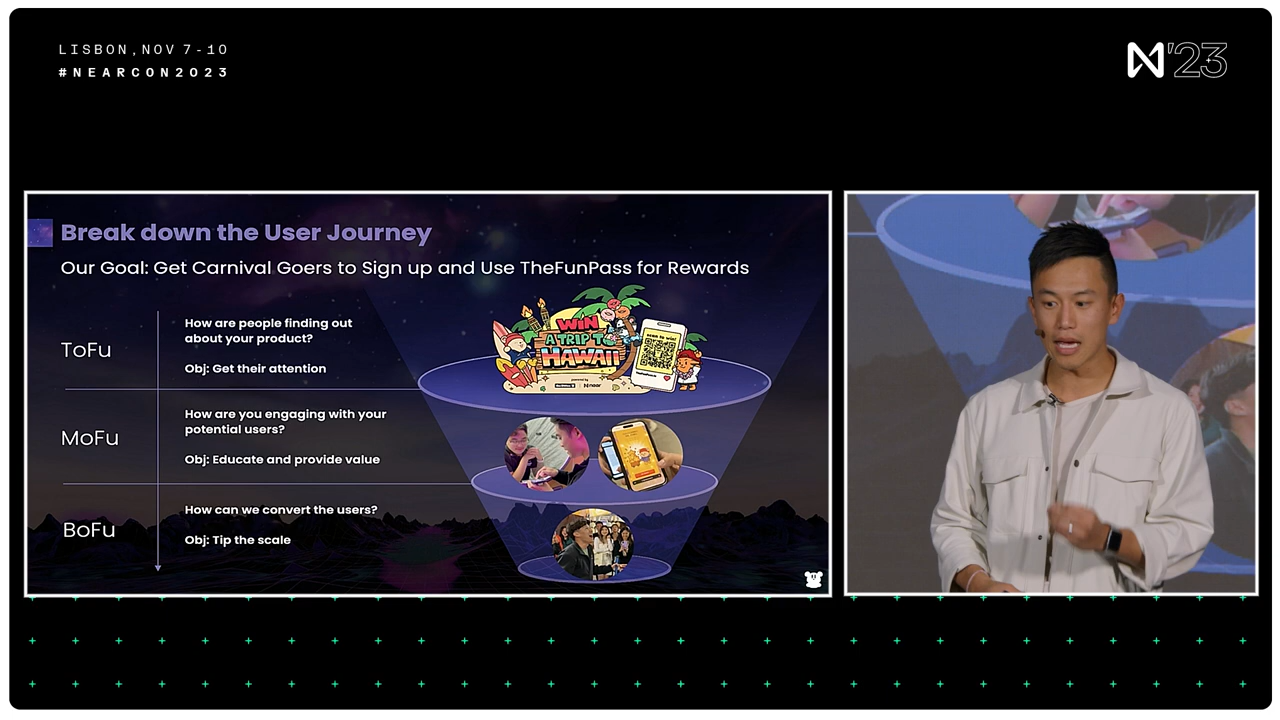 LISBON,NOV 7-10
#NEARCON2023
'23
Break down the User Journey
Our Goal: Get Carnival Goers to Sign up and Use TheFunPass for Rewards
ToFu
How are people finding out
about your product?
Obj: Get their attention
WIN
A TRIP TO
HAWAII
near
MoFu
How are you engaging with your
potential users?
Obj: Educate and provide value
BoFu
How can we convert the users?
Obj: Tip the scale